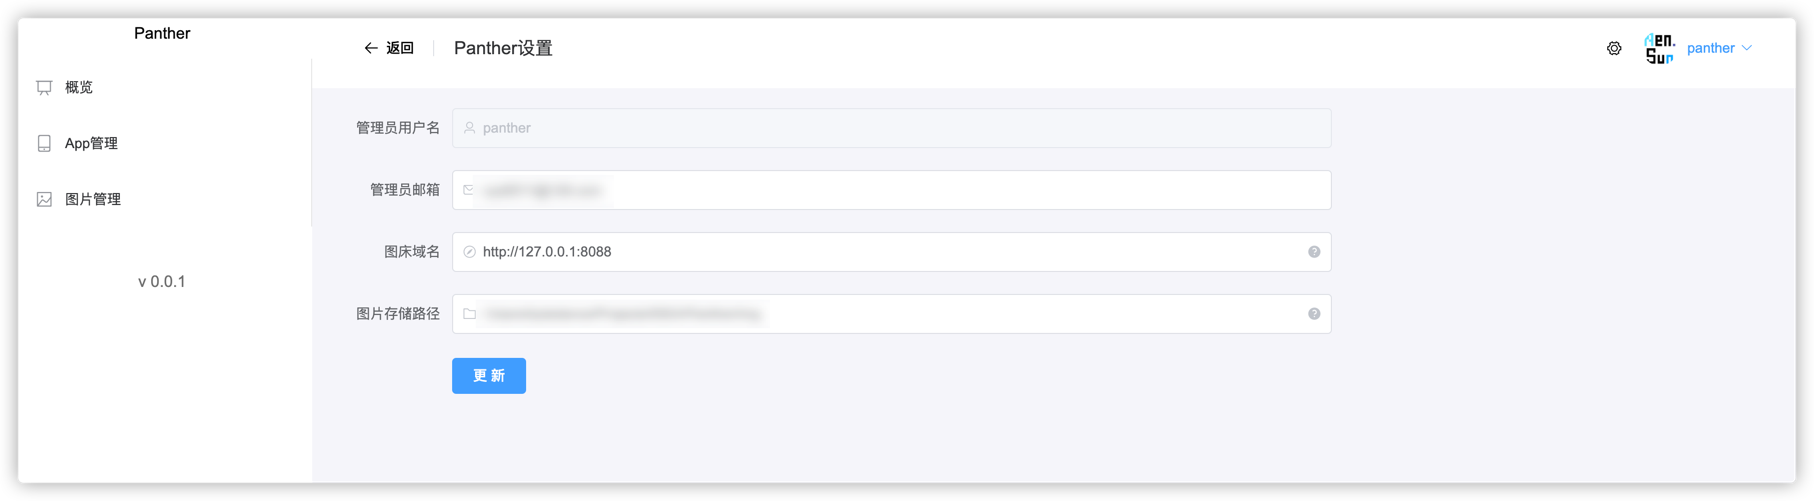 Panther
概览
App管理
图片管理
v 0.0.1
返回
Panther设置
Aen.
Sun
panther
管理员用户名
panther
管理员邮箱
图床域名
http://127.0.0.1:8088
图片存储路径
更 新